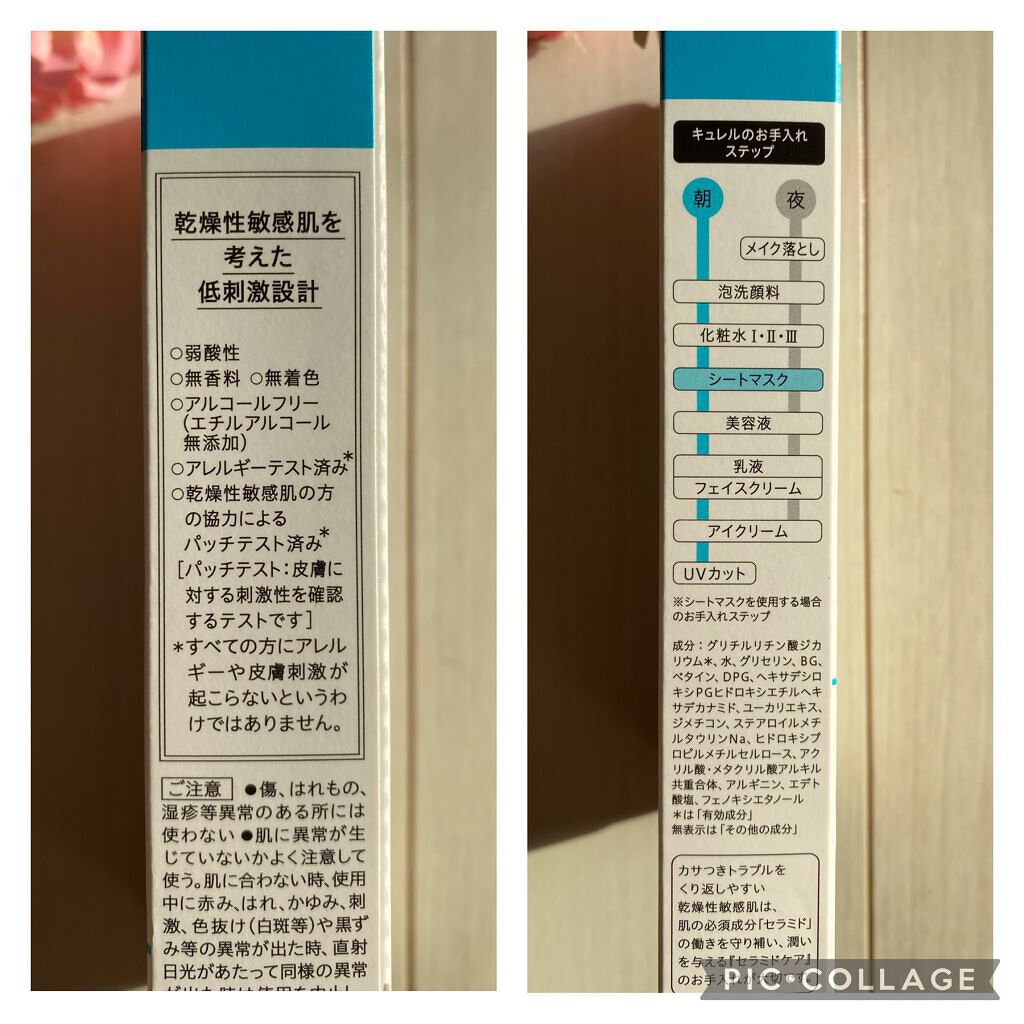 乾燥性敏感肌を
考えた
低刺激設計
○弱酸性
○無香料 ○無着色
○アルコールフリー
(エチルアルコール
無添加)
○アレルギーテスト済み*
○乾燥性敏感肌の方
の協力による
パッチテスト済み*
[パッチテスト:皮膚に
対する刺激性を確認
するテストです]
*すべての方にアレル
ギーや皮膚刺激が
起こらないというわ
けではありません。
ご注意 ●傷、はれもの、
湿疹等異常のある所には
使わない ●肌に異常が生
じていないかよく注意して
使う。肌に合わない時、使用
中に赤み、はれ、かゆみ、刺
激、色抜け(白斑等)や黒ず
み等の異常が出た時、直射
日光があたって同様の異常
キュレルのお手入れ
ステップ
朝 夜
メイク落とし
泡洗顔料
化粧水 I・II・III
シートマスク
美容液
乳液
フェイスクリーム
アイクリーム
UVカット
※シートマスクを使用する場合
のお手入れステップ
成分:グリチルリチン酸ジカ
リウム*、水、グリセリン、BG、
ベタイン、DPG、ヘキサデシロ
キシPGヒドロキシエチルヘキ
サデカナミド、ユーカリエキス、
ジメチコン、ステアロイルメチ
ルタウリンNa、ヒドロキシプ
ロピルメチルセルロース、アク
リル酸・メタクリル酸アルキル
共重合体、アルギニン、エデト
酸塩、フェノキシエタノール
*は「有効成分」
無表示は「その他の成分」
カサつきトラブルを
くり返しやすい
乾燥性敏感肌は、
肌の必須成分「セラミド」
の働きを守り補い、潤い
を与える『セラミドケア』
のお手入れが大切です。
PIC•COLLAGE